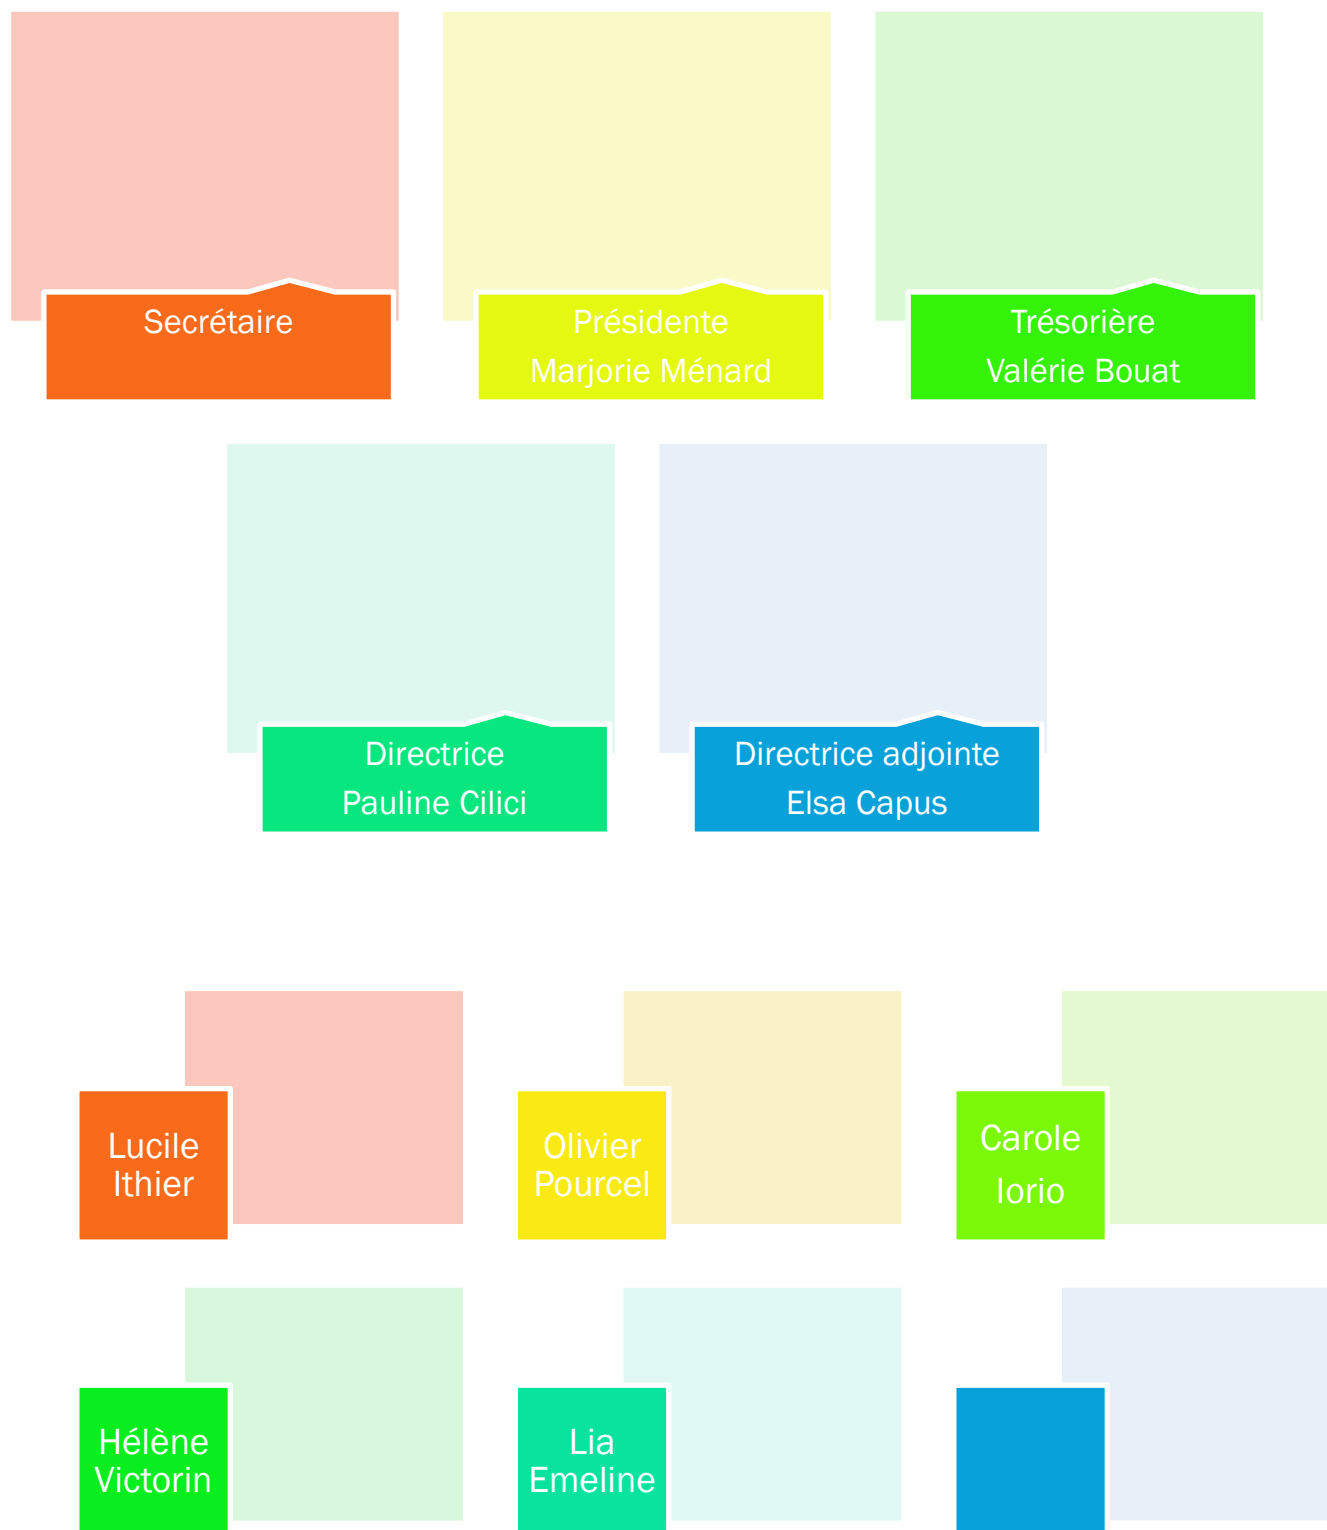 Secrétaire
Présidente
Marjorie Ménard
Trésorière
Valérie Bouat
Directrice
Pauline Cilici
Directrice adjointe
Elsa Capus
Lucile
Ithier
Olivier
Pourcel
Carole
Iorio
Hélène
Victorin
Lia
Emeline